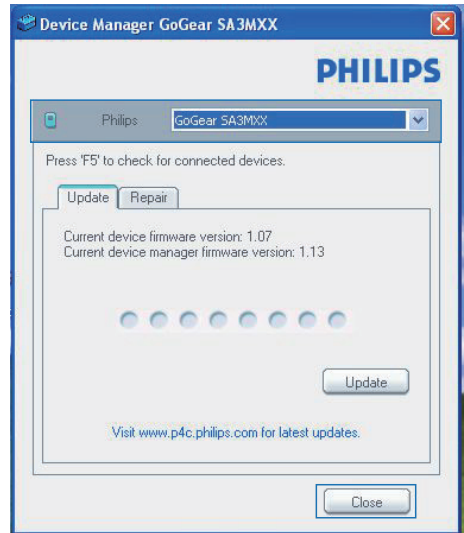 Device Manager GoGear SA3MXX
PHILIPS
Philips GoGear SA3MXX
Press 'F5' to check for connected devices.
Update Repair
Current device firmware version: 1.07
Current device manager firmware version: 1.13
Update
Visit www.p4c.philips.com for latest updates.
Close